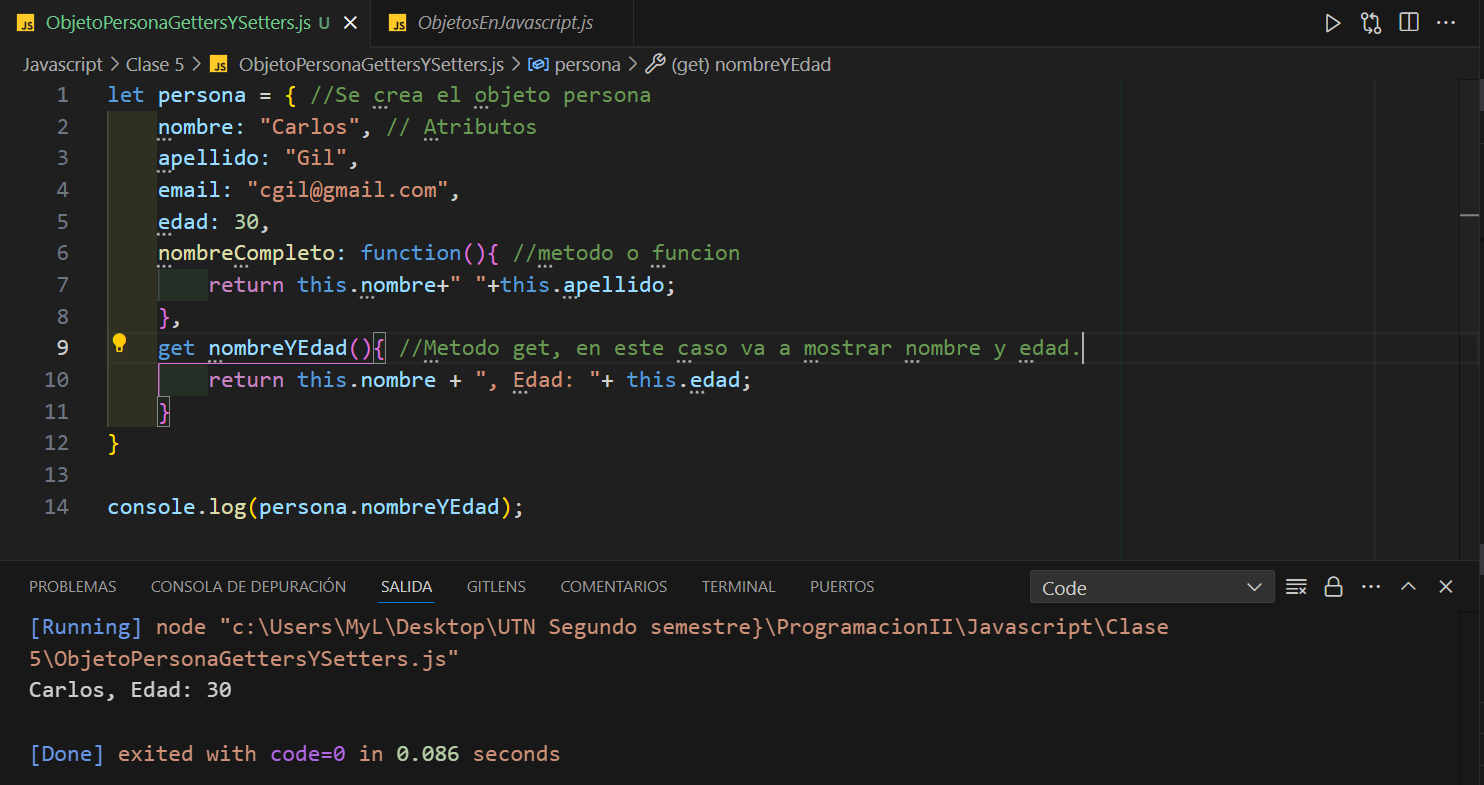 JS ObjetoPersonaGettersYSetters.js U
JS ObjetosEnJavascript.js
Javascript > Clase 5 > JS ObjetoPersonaGettersYSetters.js > persona > (get) nombreYEdad
1 let persona = { //Se crea el objeto persona
2 nombre: "Carlos", // Atributos
3 apellido: "Gil",
4 email: "cgil@gmail.com",
5 edad: 30,
6 nombreCompleto: function(){ //metodo o funcion
7 return this.nombre+" "+this.apellido;
8 },
9 get nombreYEdad(){ //Metodo get, en este caso va a mostrar nombre y edad.
10 return this.nombre + ", Edad: "+ this.edad;
11 }
12 }
13
14 console.log(persona.nombreYEdad);
PROBLEMAS CONSOLA DE DEPURACIÓN SALIDA GITLENS COMENTARIOS TERMINAL PUERTOS Code
[Running] node "c:\Users\MyL\Desktop\UTN Segundo semestre}\ProgramacionII\Javascript\Clase
5\ObjetoPersonaGettersYSetters.js"
Carlos, Edad: 30
[Done] exited with code=0 in 0.086 seconds